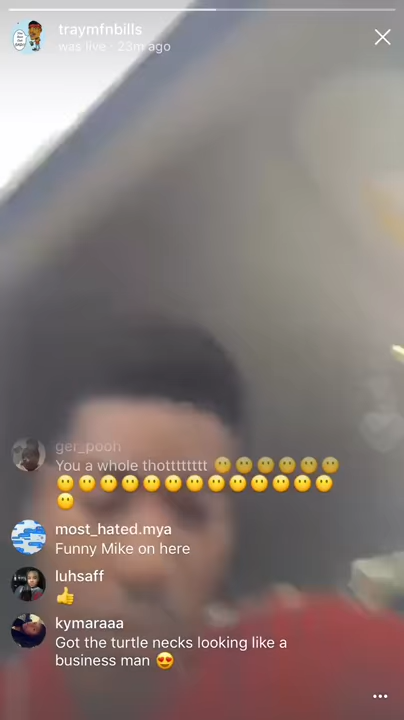 traymfnbills
was live · 23m ago
ger_pooh
You a whole thotttttttt 😶😶😶😶😶😶
😶😶😶😶😶😶😶😶😶😶😶😶😶
😶
most_hated.mya
Funny Mike on here
luhsaff
👍
kymaraaa
Got the turtle necks looking like a
business man 😍